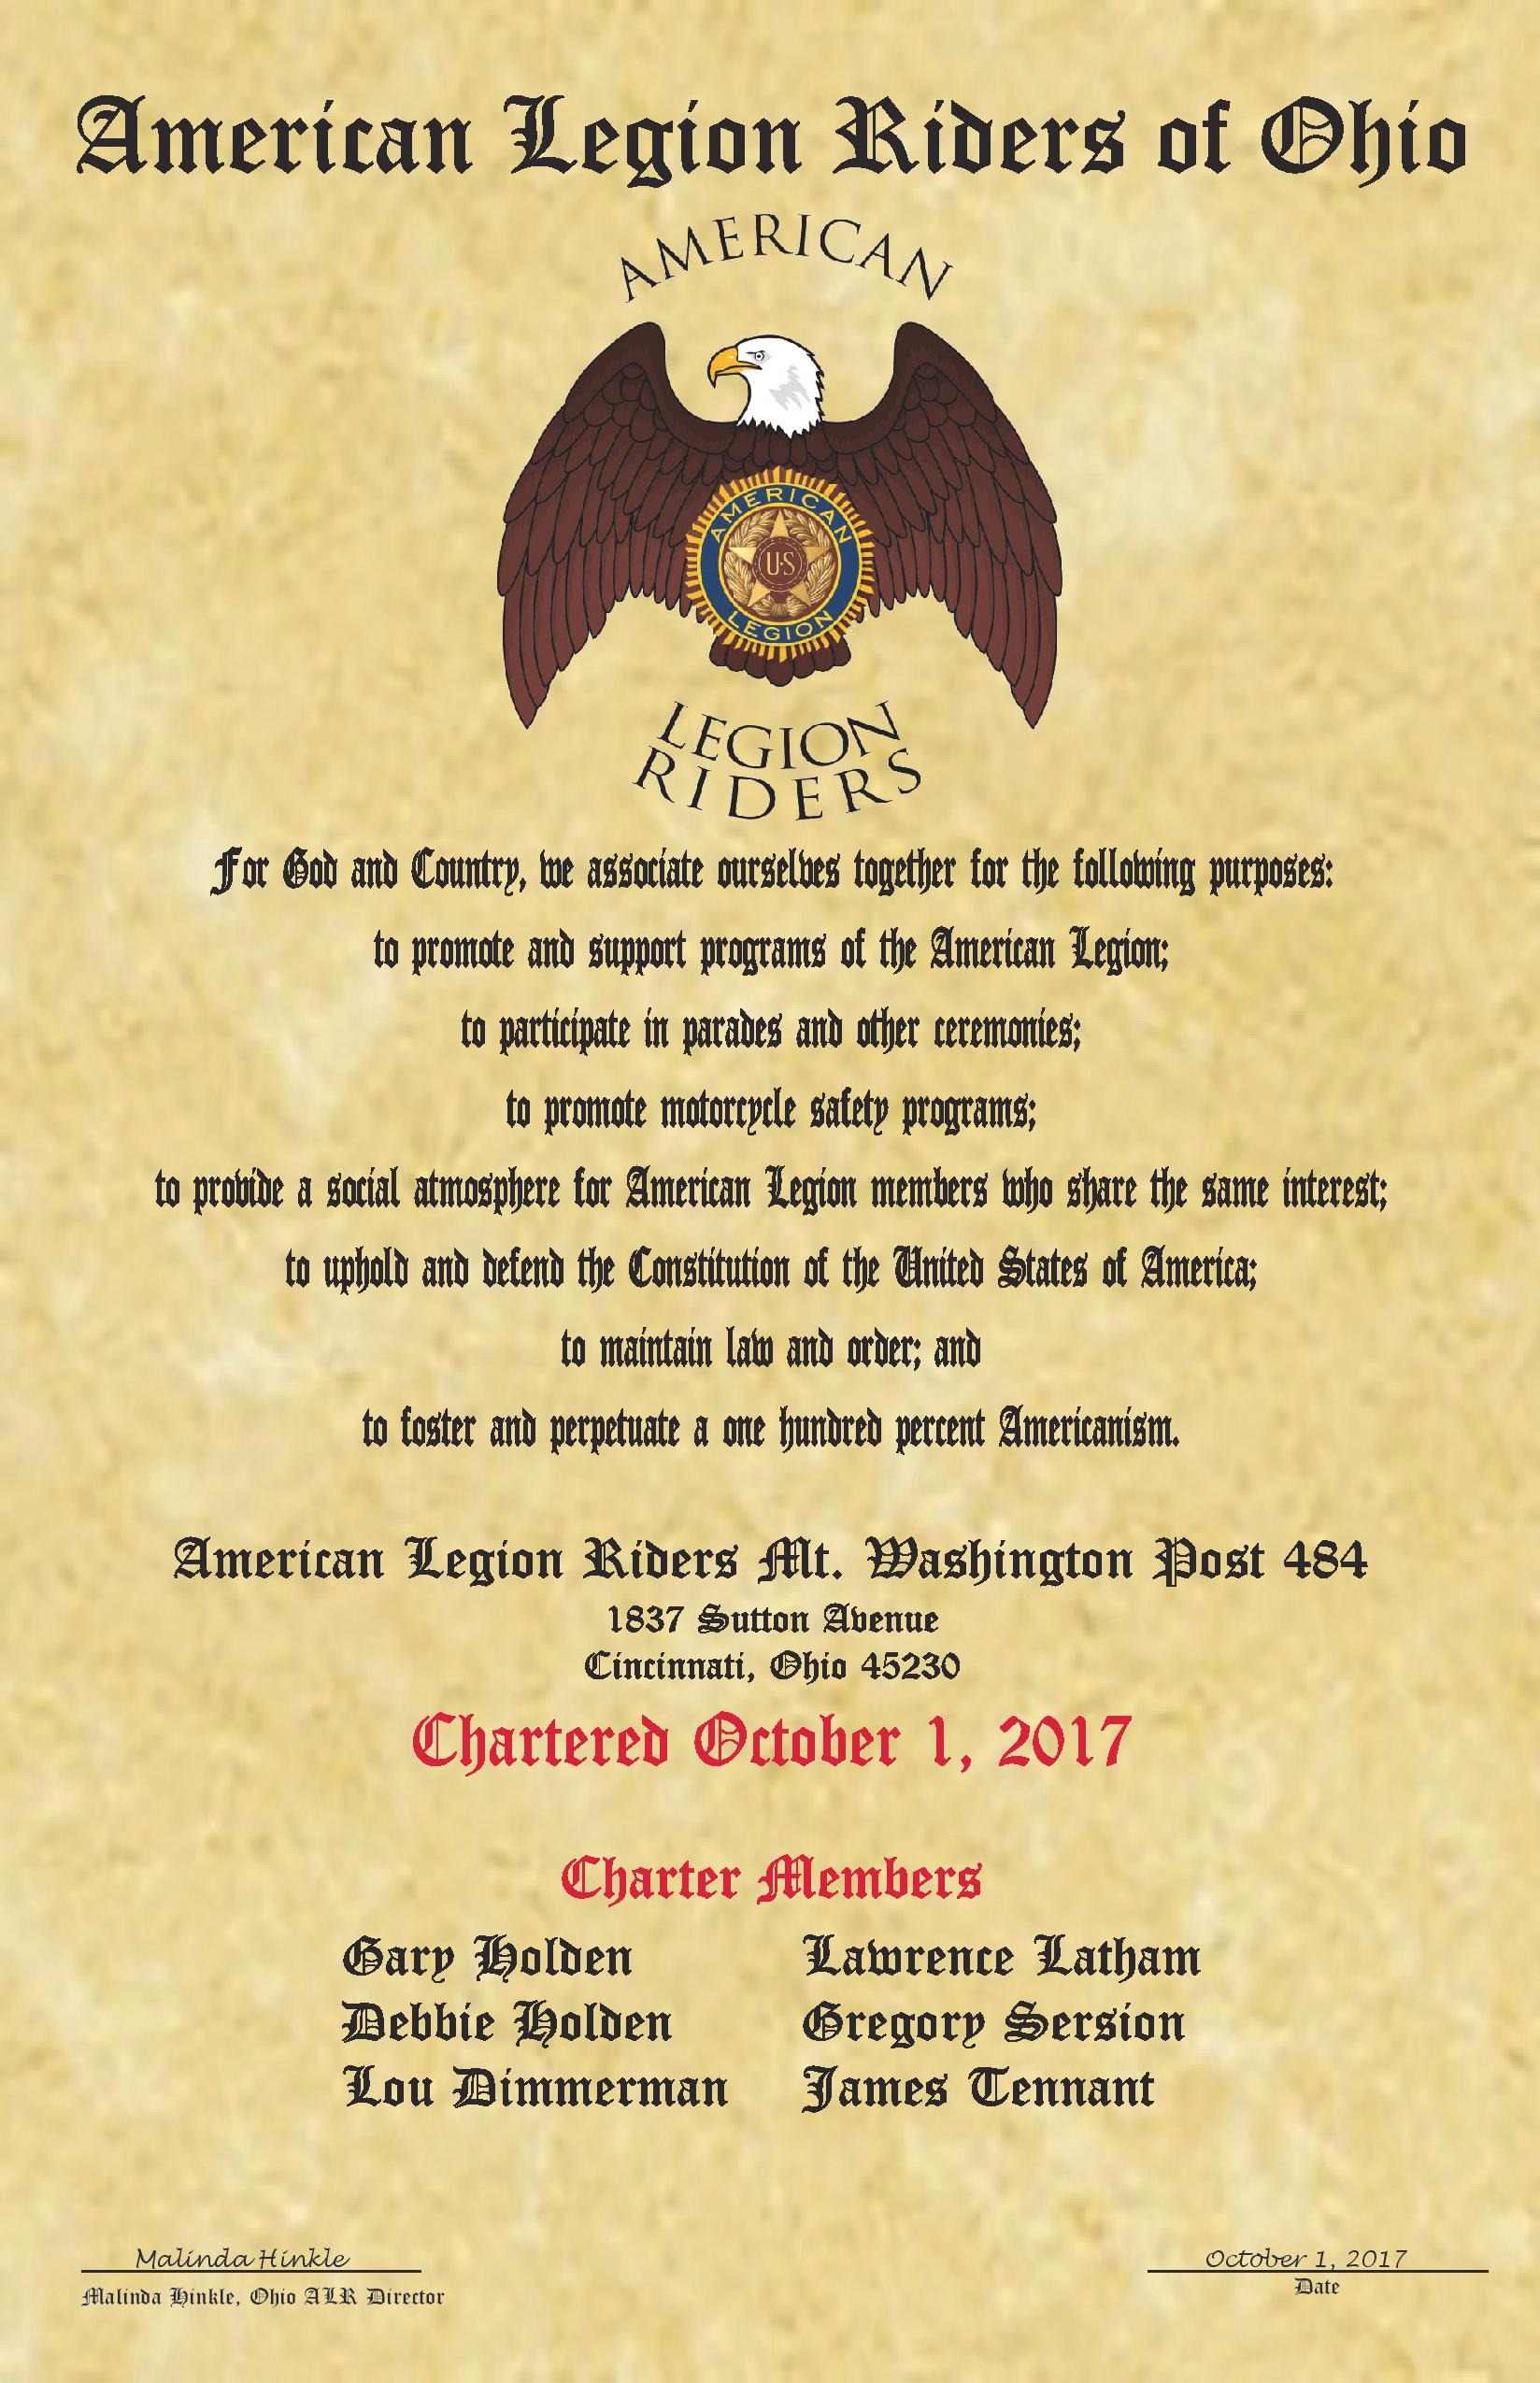 American Legion Riders of Ohio
AMERICAN
AMERICAN
U·S
LEGION
LEGION
RIDERS
For God and Country, we associate ourselves together for the following purposes:
to promote and support programs of the American Legion;
to participate in parades and other ceremonies;
to promote motorcycle safety programs;
to provide a social atmosphere for American Legion members who share the same interest;
to uphold and defend the Constitution of the United States of America;
to maintain law and order; and
to foster and perpetuate a one hundred percent Americanism.
American Legion Riders Mt. Washington Post 484
1837 Sutton Avenue
Cincinnati, Ohio 45230
Chartered October 1, 2017
Charter Members
Gary Holden Lawrence Latham
Debbie Holden Gregory Sersion
Lou Dimmerman James Tennant
Malinda Hinkle October 1, 2017
Malinda Hinkle, Ohio ALR Director Date